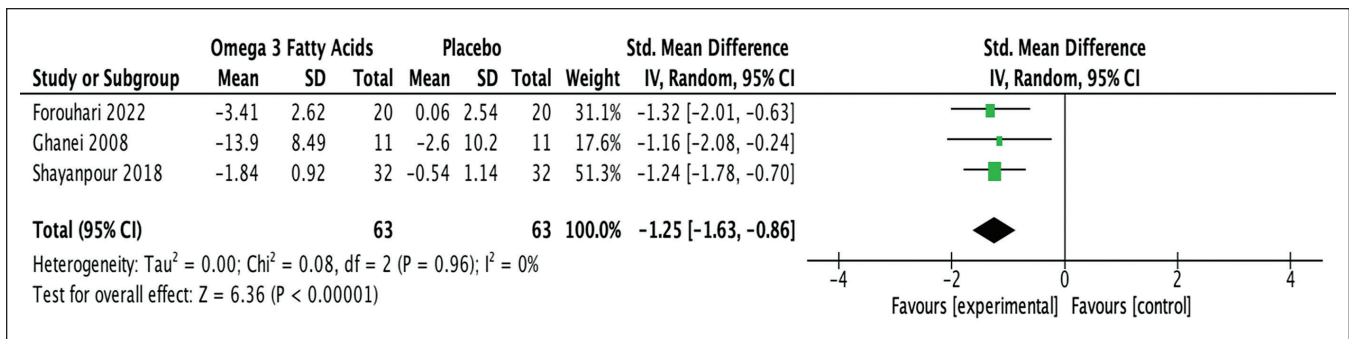 Omega 3 Fatty Acids Placebo Std. Mean Difference Std. Mean Difference
Study or Subgroup Mean SD Total Mean SD Total Weight IV, Random, 95% CI IV, Random, 95% CI
Forouhari 2022 −3.41 2.62 20 0.06 2.54 20 31.1% −1.32 [−2.01, −0.63]
Ghanei 2008 −13.9 8.49 11 −2.6 10.2 11 17.6% −1.16 [−2.08, −0.24]
Shayanpour 2018 −1.84 0.92 32 −0.54 1.14 32 51.3% −1.24 [−1.78, −0.70]
Total (95% CI) 63 63 100.0% −1.25 [−1.63, −0.86]
Heterogeneity: Tau² = 0.00; Chi² = 0.08, df = 2 (P = 0.96); I² = 0%
Test for overall effect: Z = 6.36 (P < 0.00001)
−4 −2 0 2 4
Favours [experimental] Favours [control]